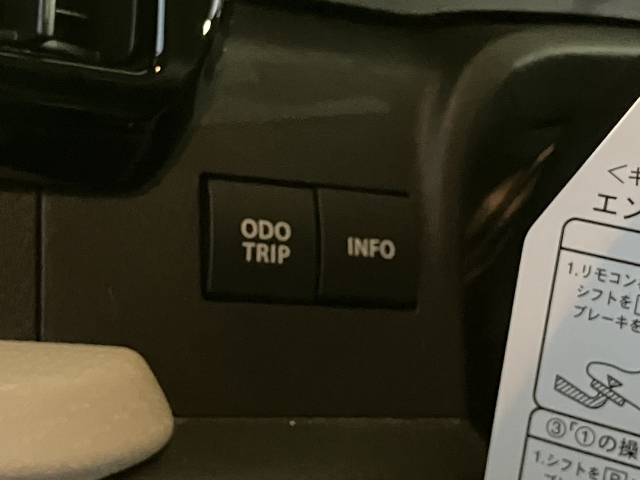 ODO
TRIP
INFO
エン
1.リモコン
シフトを
ブレーキを
③「①の操
1.シフトをP